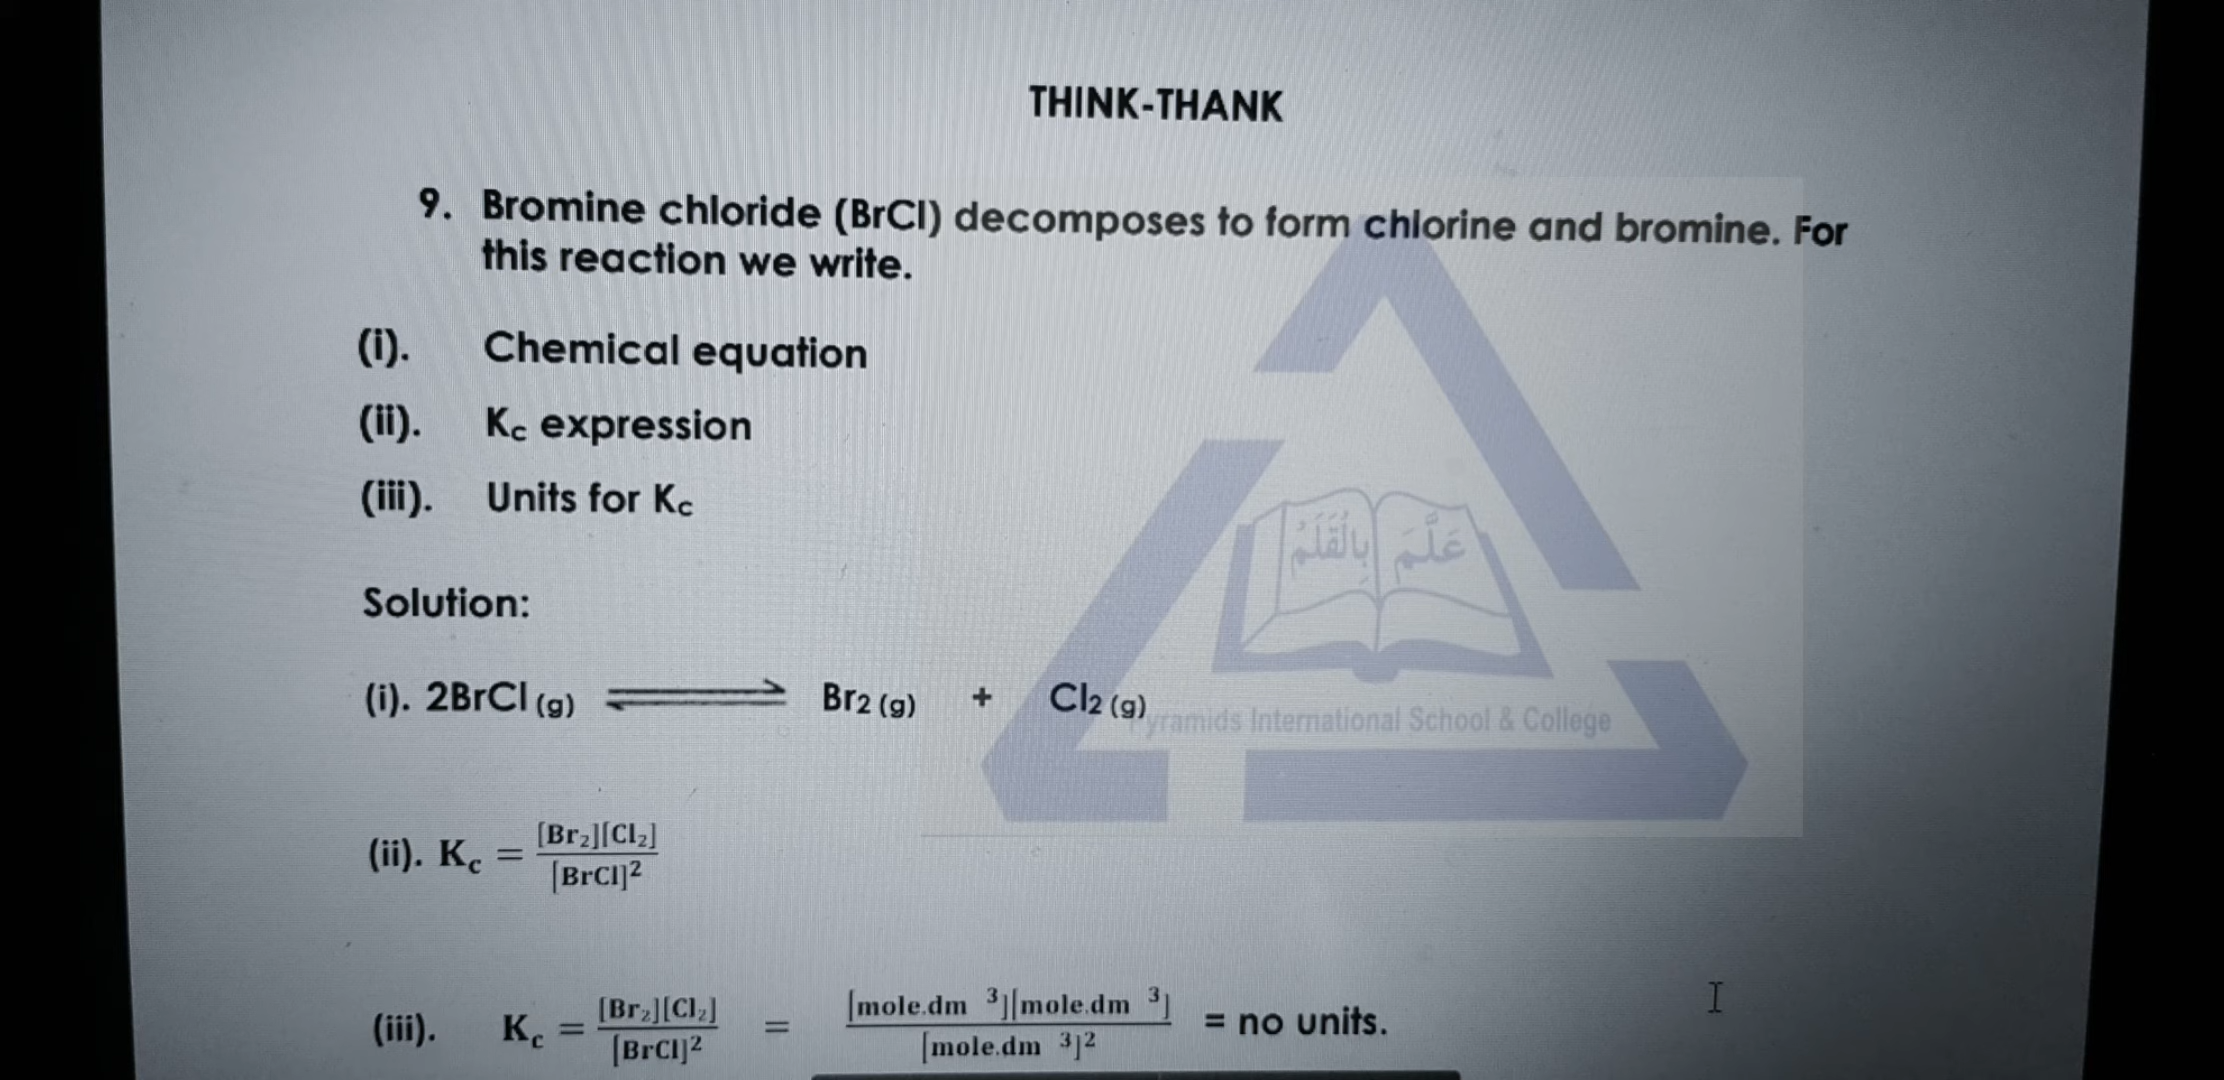 THINK-THANK
9. Bromine chloride (BrCl) decomposes to form chlorine and bromine. For
this reaction we write.
(i). Chemical equation
(ii). Kc expression
(iii). Units for Kc
عَلَّمَ بِالْقَلَمِ
Solution:
(i). 2BrCl (g) ⇌ Br2 (g) + Cl2 (g)
Pyramids International School & College
(ii). Kc = [Br₂][Cl₂] / [BrCl]²
(iii). Kc = [Br₂][Cl₂] / [BrCl]² = [mole.dm ³][mole.dm ³] / [mole.dm ³]² = no units.